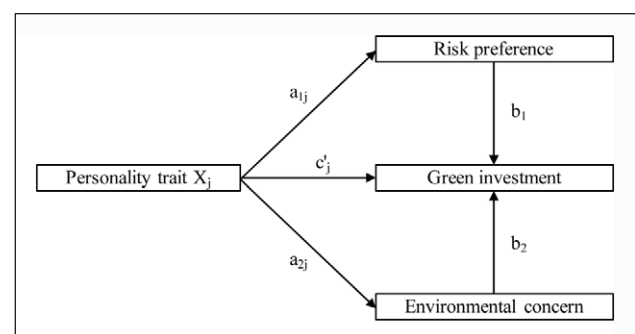 Risk preference
a₁ⱼ
b₁
Personality trait Xⱼ
c'ⱼ
Green investment
a₂ⱼ
b₂
Environmental concern